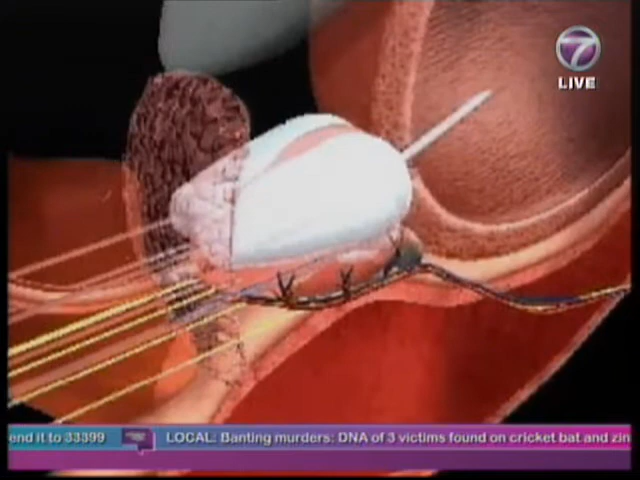 7
LIVE
end it to 33399
LOCAL: Banting murders: DNA of 3 victims found on cricket bat and zin